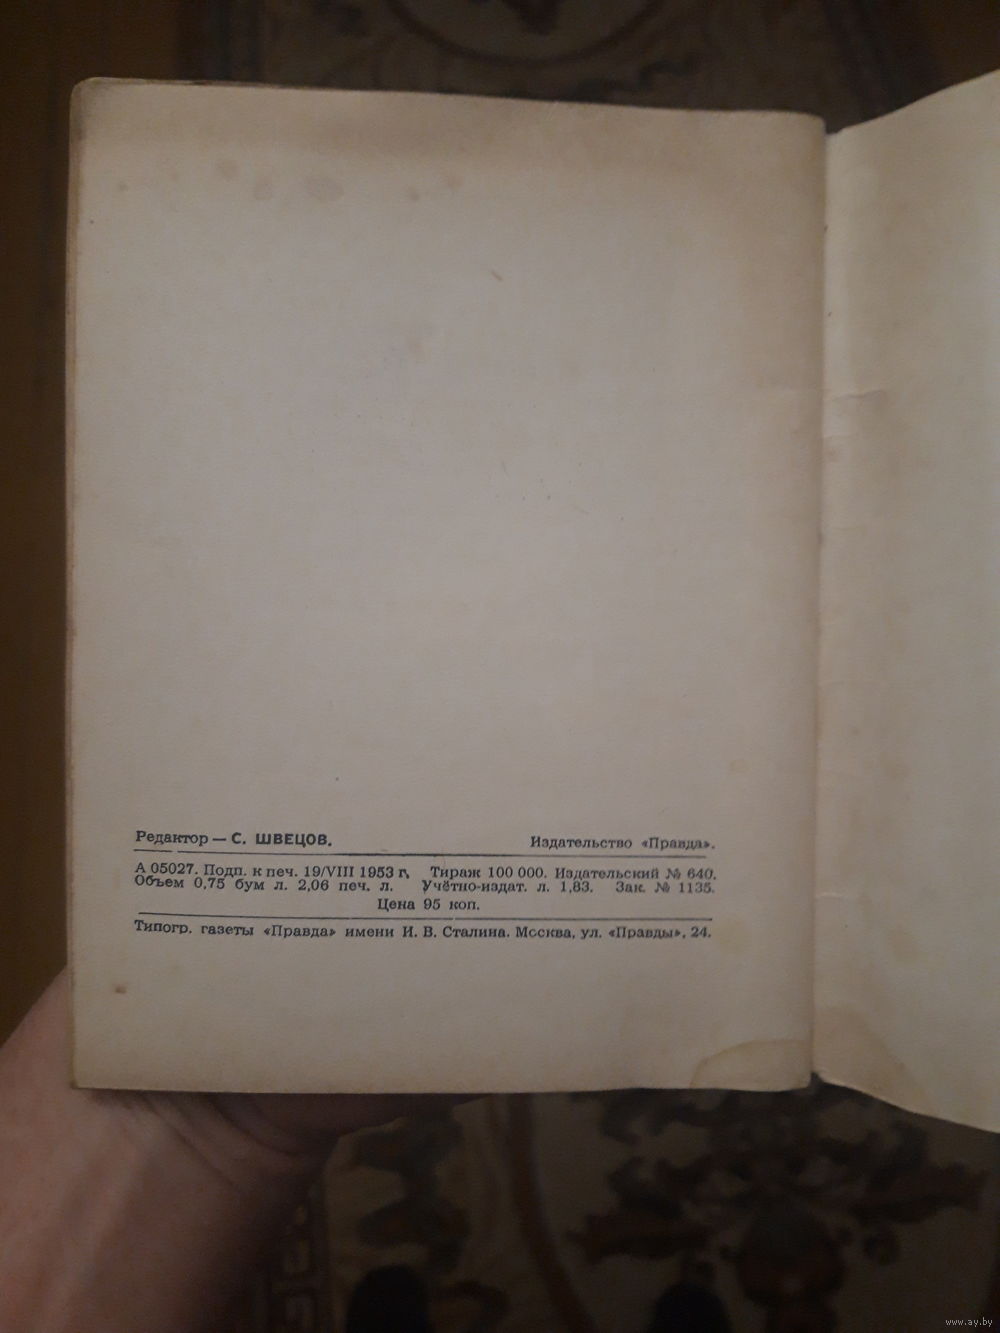 Редактор — С. ШВЕЦОВ. Издательство «Правда».
А 05027. Подп. к печ. 19/VIII 1953 г. Тираж 100 000. Издательский № 640.
Объем 0,75 бум л. 2,06 печ. л. Учётно-издат. л. 1,83. Зак. № 1135.
Цена 95 коп.
Типогр. газеты «Правда» имени И. В. Сталина. Москва, ул. «Правды», 24.
www.ay.by